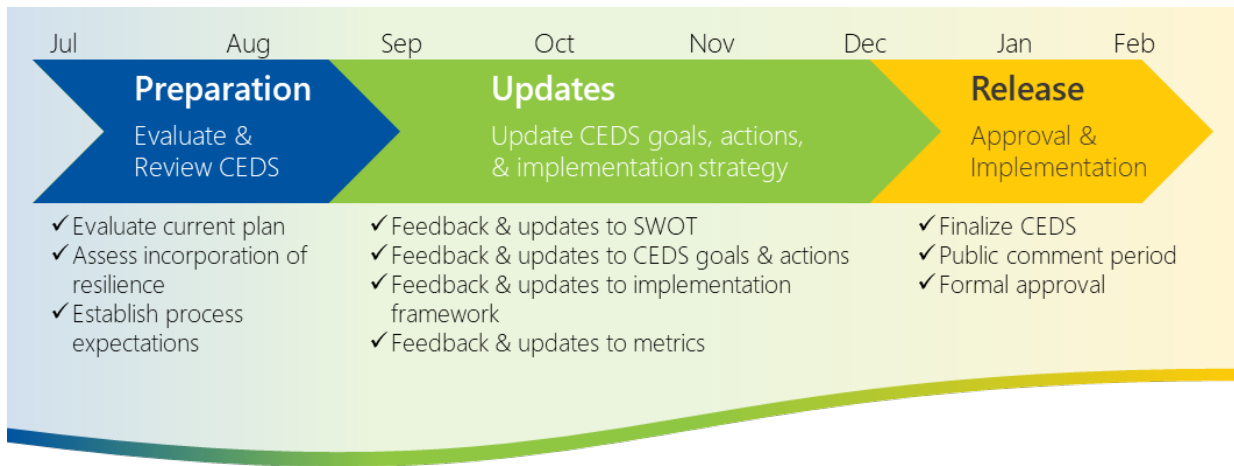 Jul Aug Sep Oct Nov Dec Jan Feb
Preparation
Evaluate &
Review CEDS
Updates
Update CEDS goals, actions,
& implementation strategy
Release
Approval &
Implementation
✓Evaluate current plan
✓Assess incorporation of
resilience
✓Establish process
expectations
✓Feedback & updates to SWOT
✓Feedback & updates to CEDS goals & actions
✓Feedback & updates to implementation
framework
✓Feedback & updates to metrics
✓Finalize CEDS
✓Public comment period
✓Formal approval